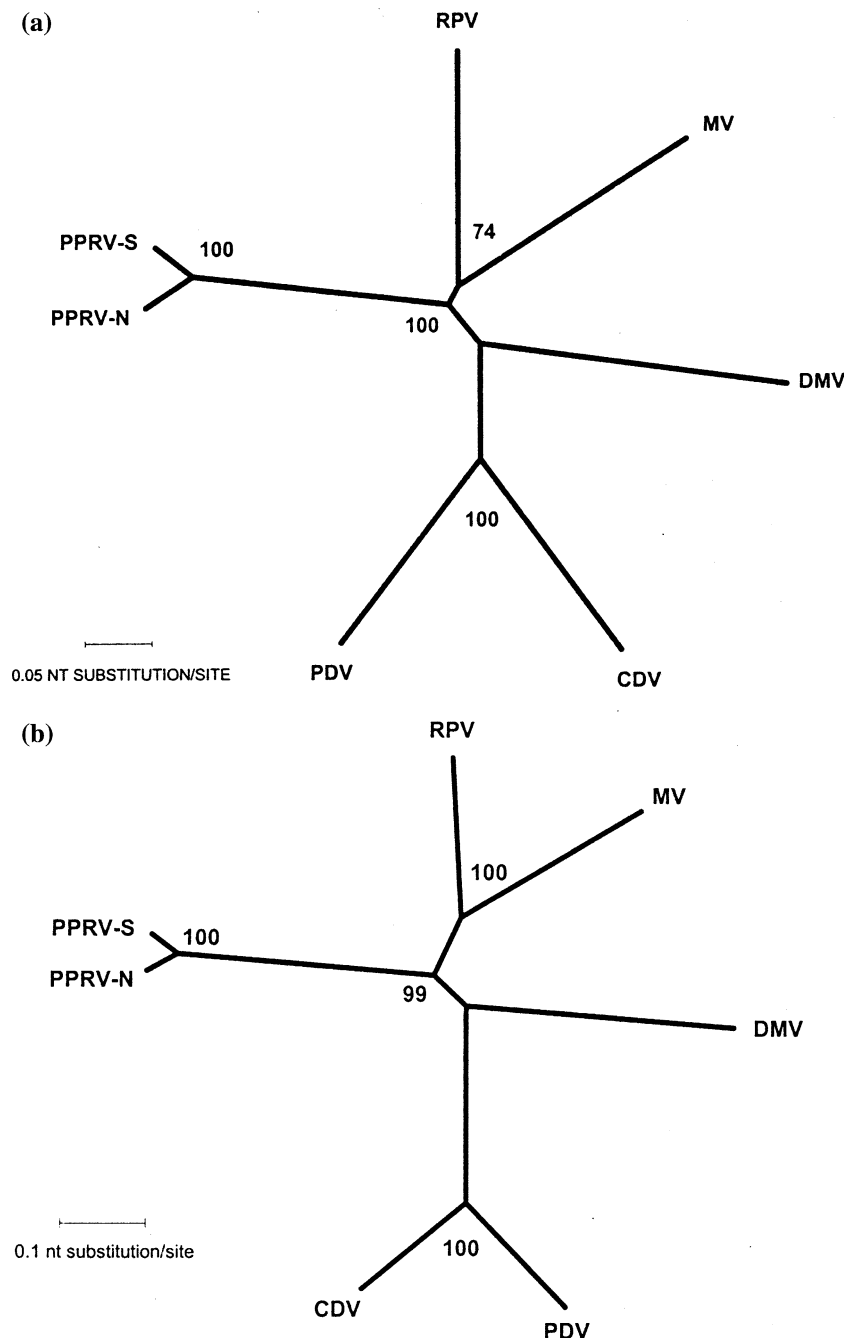 (a)
RPV
MV
74
PPRV-S
100
PPRV-N
100
DMV
100
0.05 NT SUBSTITUTION/SITE
PDV
CDV
(b)
RPV
MV
100
PPRV-S
100
PPRV-N
99
DMV
0.1 nt substitution/site
100
CDV
PDV